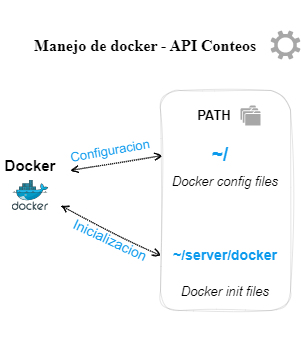 Manejo de docker - API Conteos
PATH
Configuracion
~/
Docker config files
Docker
docker
Inicializacion
~/server/docker
Docker init files